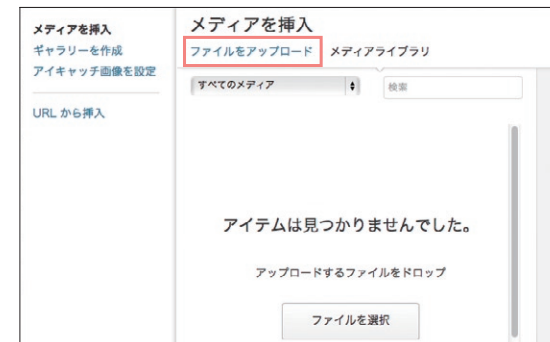 メディアを挿入
ギャラリーを作成
アイキャッチ画像を設定
URL から挿入
メディアを挿入
ファイルをアップロード メディアライブラリ
すべてのメディア 検索
アイテムは見つかりませんでした。
アップロードするファイルをドロップ
ファイルを選択